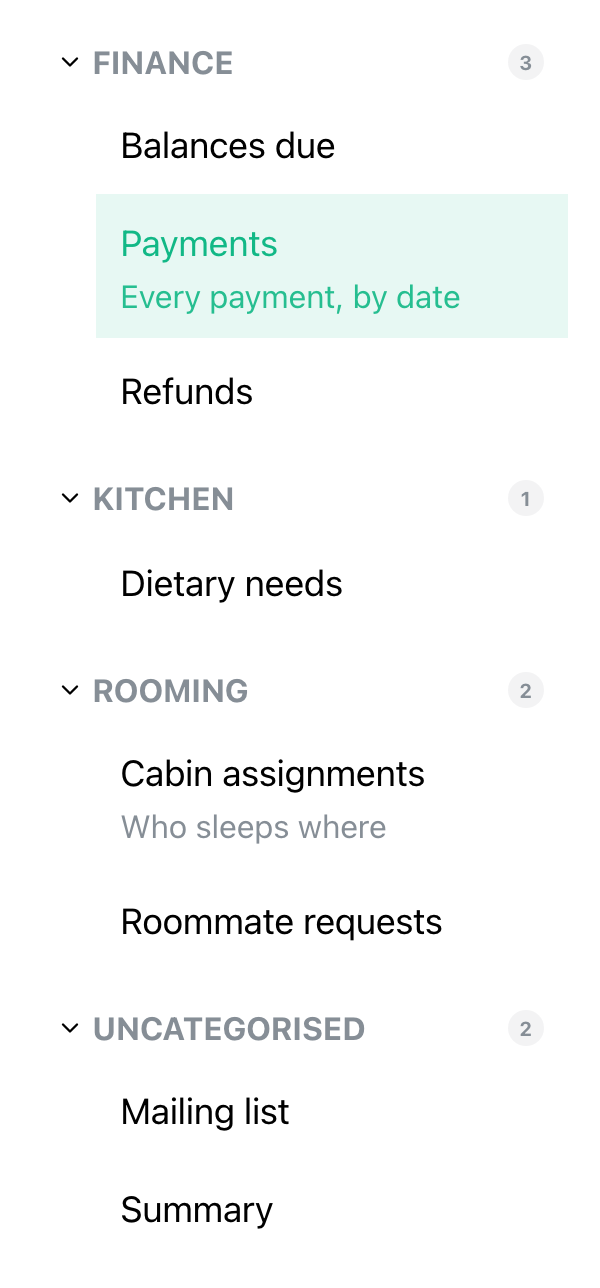 FINANCE 3
Balances due
Payments
Every payment, by date
Refunds
KITCHEN 1
Dietary needs
ROOMING 2
Cabin assignments
Who sleeps where
Roommate requests
UNCATEGORISED 2
Mailing list
Summary